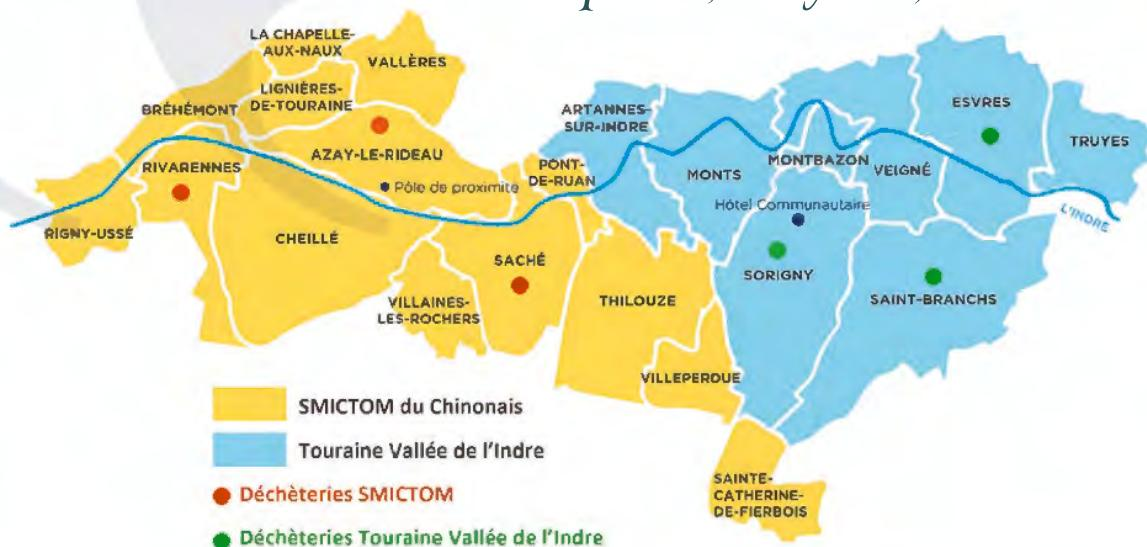 LA CHAPELLE-
AUX-NAUX
VALLÈRES
LIGNIÈRES-
DE-TOURAINE
BRÉHÉMONT
ARTANNES-
SUR-INDRE
ESVRES
TRUYES
RIVARENNES
AZAY-LE-RIDEAU
PONT-
DE-RUAN
MONTS
MONTBAZON
VEIGNÉ
Pôle de proximite
Hôtel Communautaire
L'INDRE
RIGNY-USSÉ
CHEILLÉ
SACHÉ
SORIGNY
SAINT-BRANCHS
VILLAINES-
LES-ROCHERS
THILOUZE
VILLEPERDUE
SAINTE-
CATHERINE-
DE-FIERBOIS
SMICTOM du Chinonais
Touraine Vallée de l'Indre
Déchèteries SMICTOM
Déchèteries Touraine Vallée de l'Indre